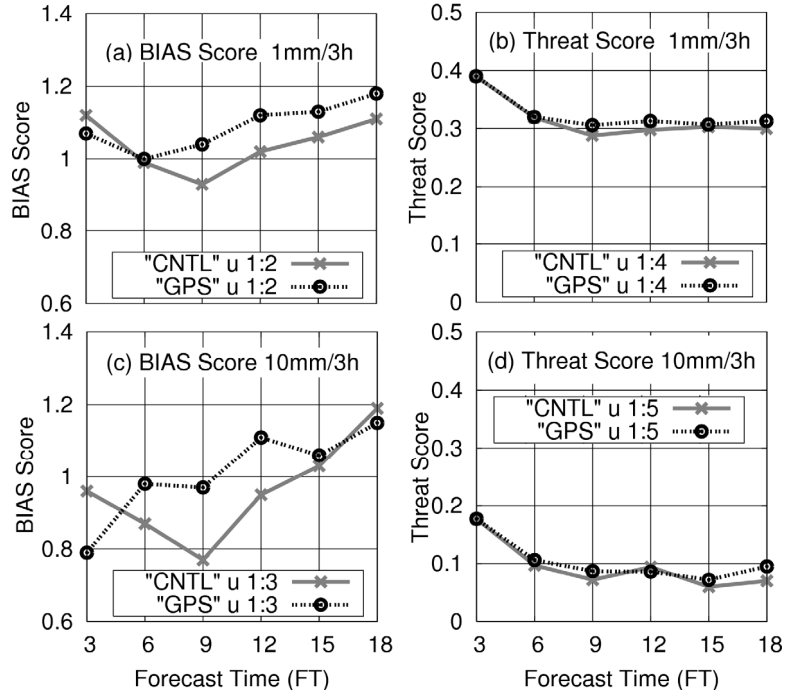 (a) BIAS Score 1mm/3h
BIAS Score
1.4
1.2
1
0.8
0.6
"CNTL" u 1:2
"GPS" u 1:2
(b) Threat Score 1mm/3h
Threat Score
0.5
0.4
0.3
0.2
0.1
0
"CNTL" u 1:4
"GPS" u 1:4
(c) BIAS Score 10mm/3h
BIAS Score
1.4
1.2
1
0.8
0.6
"CNTL" u 1:3
"GPS" u 1:3
3 6 9 12 15 18
Forecast Time (FT)
(d) Threat Score 10mm/3h
Threat Score
0.5
0.4
0.3
0.2
0.1
0
"CNTL" u 1:5
"GPS" u 1:5
3 6 9 12 15 18
Forecast Time (FT)